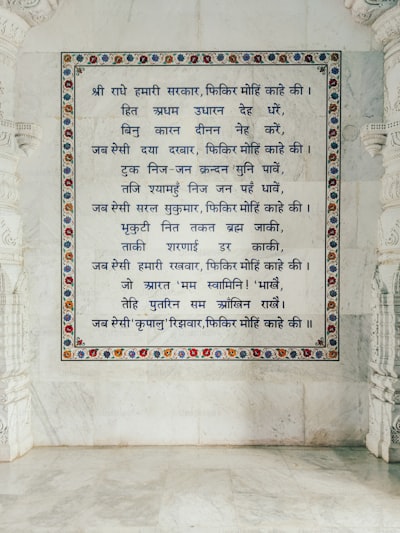 श्री राधे हमारी सरकार, फिकिर मोहिं काहे की ।
हित अधम उधारन देह धरें,
बिनु कारन दीनन नेह करें,
जब ऐसी दया दरबार, फिकिर मोहिं काहे की ।
टुक निज-जन क्रन्दन सुनि पावें,
तजि श्यामहुँ निज जन पहँ धावें,
जब ऐसी सरल सुकुमार, फिकिर मोहिं काहे की ।
भृकुटी नित तकत ब्रह्म जाकी,
ताकी शरणाई डर काकी,
जब ऐसी हमारी रखवार, फिकिर मोहिं काहे की ।
जो आरत 'मम स्वामिनि!' भाखै,
तेहि पुतरिन सम आँखिन राखै।
जब ऐसी 'कृपालु' रिझवार, फिकिर मोहिं काहे की ॥